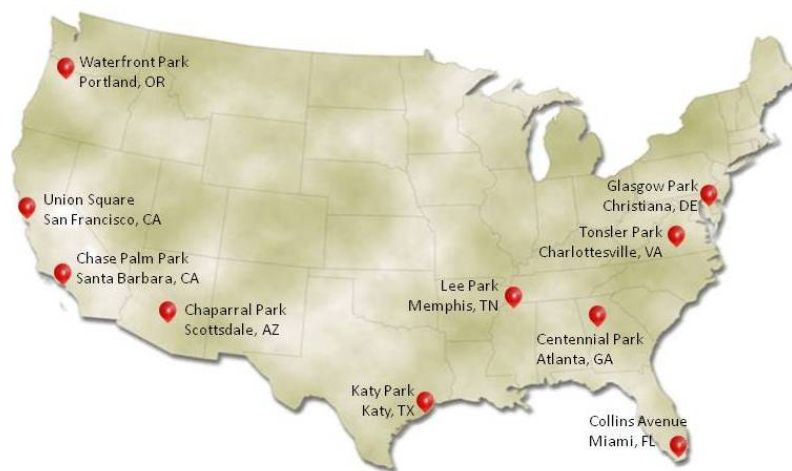 Waterfront Park
Portland, OR
Union Square
San Francisco, CA
Chase Palm Park
Santa Barbara, CA
Chaparral Park
Scottsdale, AZ
Glasgow Park
Christiana, DE
Tonsler Park
Charlottesville, VA
Lee Park
Memphis, TN
Centennial Park
Atlanta, GA
Katy Park
Katy, TX
Collins Avenue
Miami, FL